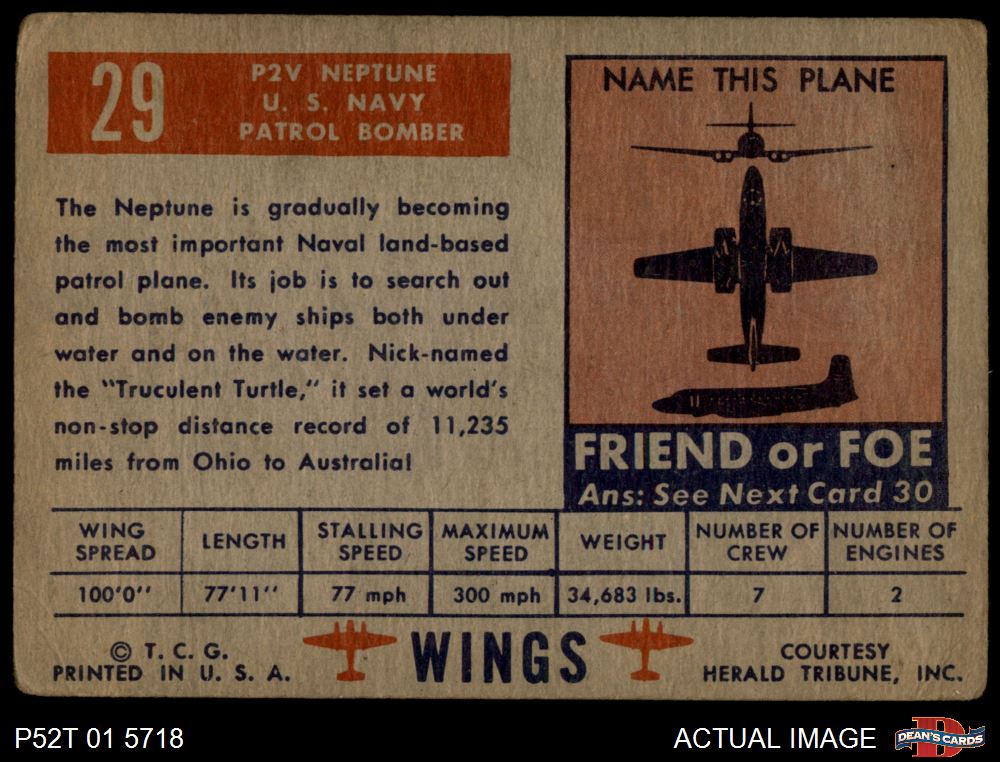 29
P2V NEPTUNE
U. S. NAVY
PATROL BOMBER
The Neptune is gradually becoming
the most important Naval land-based
patrol plane. Its job is to search out
and bomb enemy ships both under
water and on the water. Nick-named
the "Truculent Turtle," it set a world's
non-stop distance record of 11,235
miles from Ohio to Australia!
NAME THIS PLANE
FRIEND or FOE
Ans: See Next Card 30
WING SPREAD
LENGTH
STALLING SPEED
MAXIMUM SPEED
WEIGHT
NUMBER OF CREW
NUMBER OF ENGINES
100'0"
77'11"
77 mph
300 mph
34,683 lbs.
7
2
© T. C. G.
PRINTED IN U. S. A.
WINGS
COURTESY
HERALD TRIBUNE, INC.
P52T 01 5718
ACTUAL IMAGE
D
DEAN'S CARDS